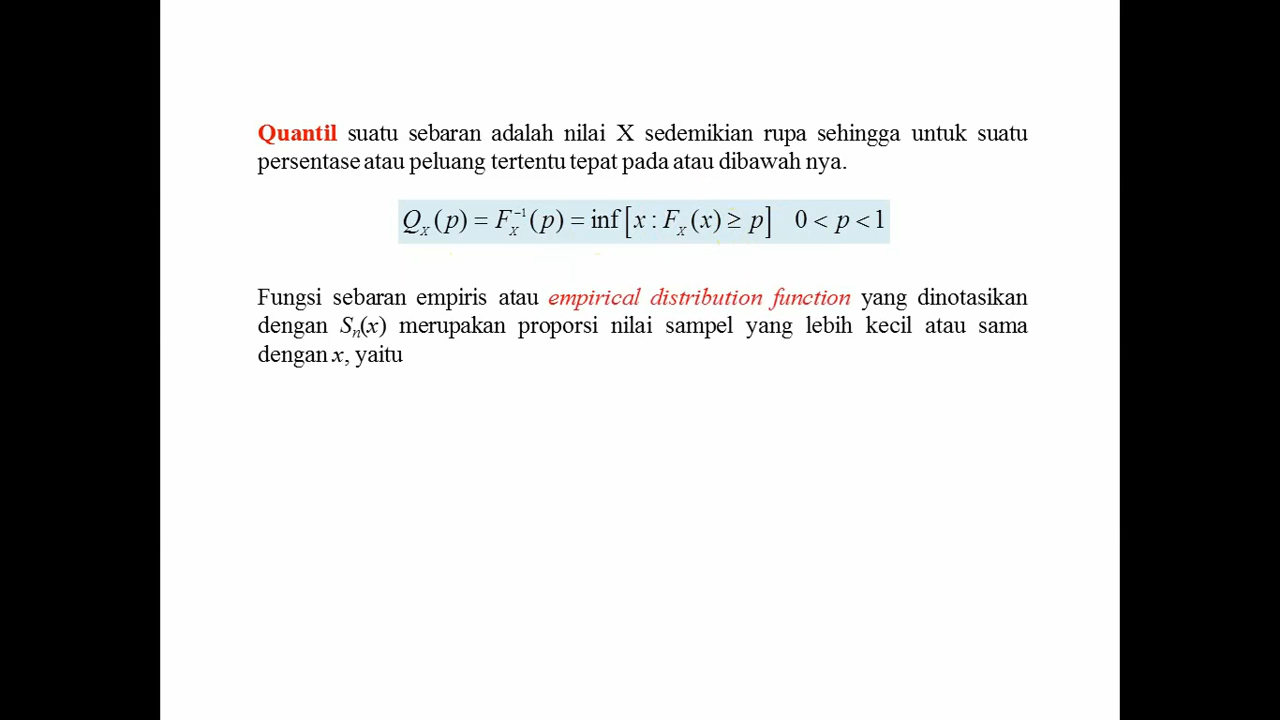 Quantil suatu sebaran adalah nilai X sedemikian rupa sehingga untuk suatu
persentase atau peluang tertentu tepat pada atau dibawah nya.
Q_X(p) = F_X^{-1}(p) = inf[x : F_X(x) ≥ p] 0 < p < 1
Fungsi sebaran empiris atau empirical distribution function yang dinotasikan
dengan S_n(x) merupakan proporsi nilai sampel yang lebih kecil atau sama
dengan x, yaitu